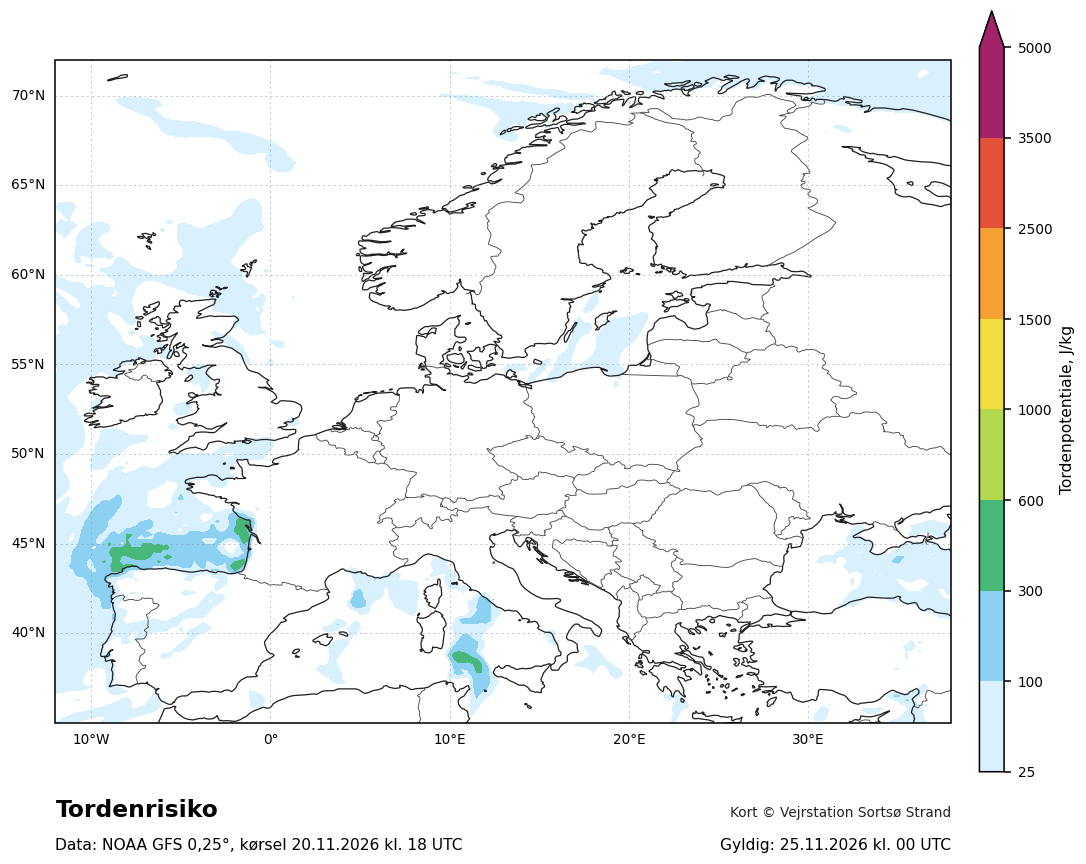 5000
3500
2500
1500
1000
600
300
100
25
Tordenpotentiale, J/kg
70°N
65°N
60°N
55°N
50°N
45°N
40°N
10°W
0°
10°E
20°E
30°E
Tordenrisiko
Kort © Vejrstation Sortsø Strand
Data: NOAA GFS 0,25°, kørsel 20.11.2026 kl. 18 UTC
Gyldig: 25.11.2026 kl. 00 UTC